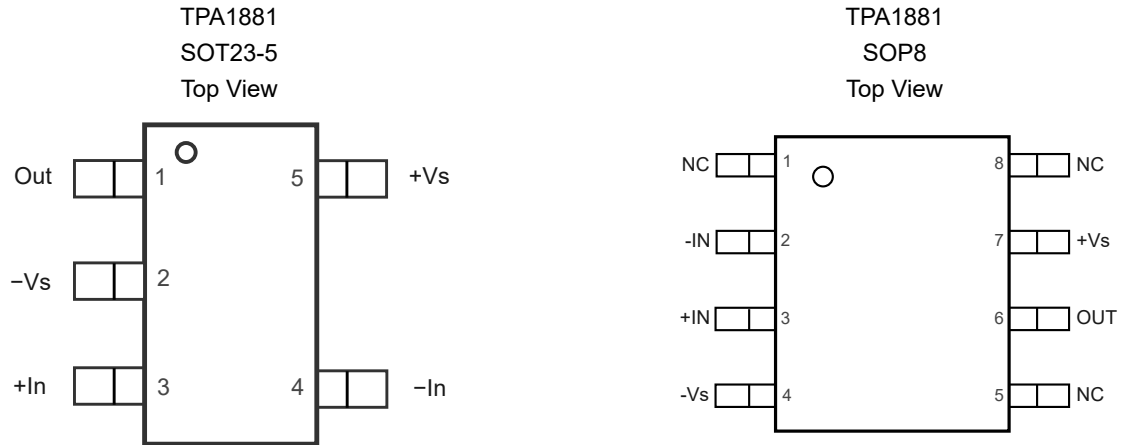 TPA1881
SOT23-5
Top View
Out 1 5 +Vs
−Vs 2
+In 3 4 −In
TPA1881
SOP8
Top View
NC 1 8 NC
-IN 2 7 +Vs
+IN 3 6 OUT
-Vs 4 5 NC